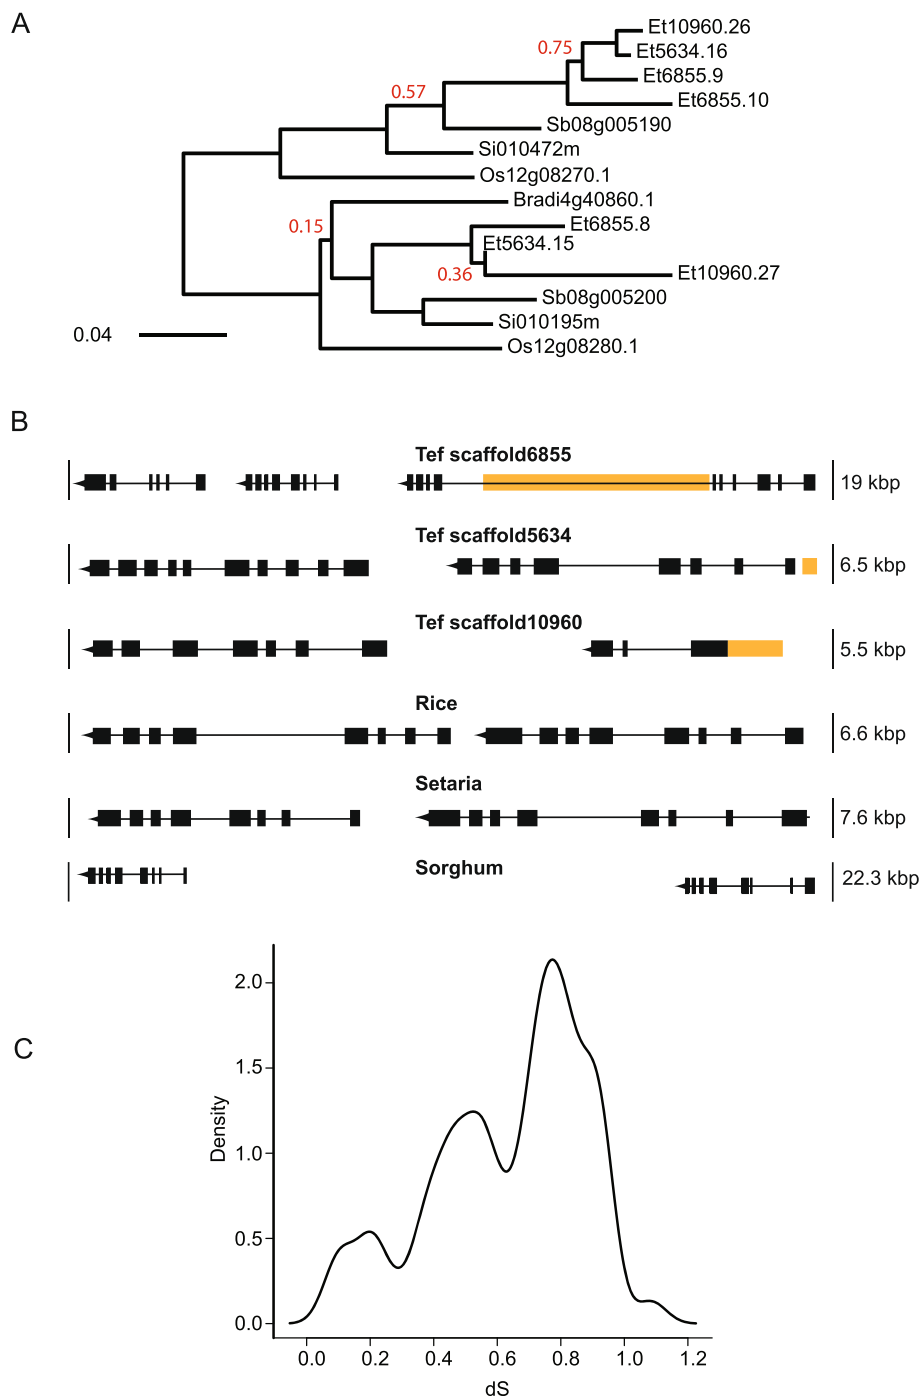 A
Et10960.26
0.75
Et5634.16
Et6855.9
0.57
Et6855.10
Sb08g005190
Si010472m
Os12g08270.1
Bradi4g40860.1
0.15
Et6855.8
Et5634.15
0.36
Et10960.27
Sb08g005200
Si010195m
0.04
Os12g08280.1
B
Tef scaffold6855
19 kbp
Tef scaffold5634
6.5 kbp
Tef scaffold10960
5.5 kbp
Rice
6.6 kbp
Setaria
7.6 kbp
Sorghum
22.3 kbp
C
2.0
1.5
1.0
0.5
0.0
Density
0.0 0.2 0.4 0.6 0.8 1.0 1.2
dS